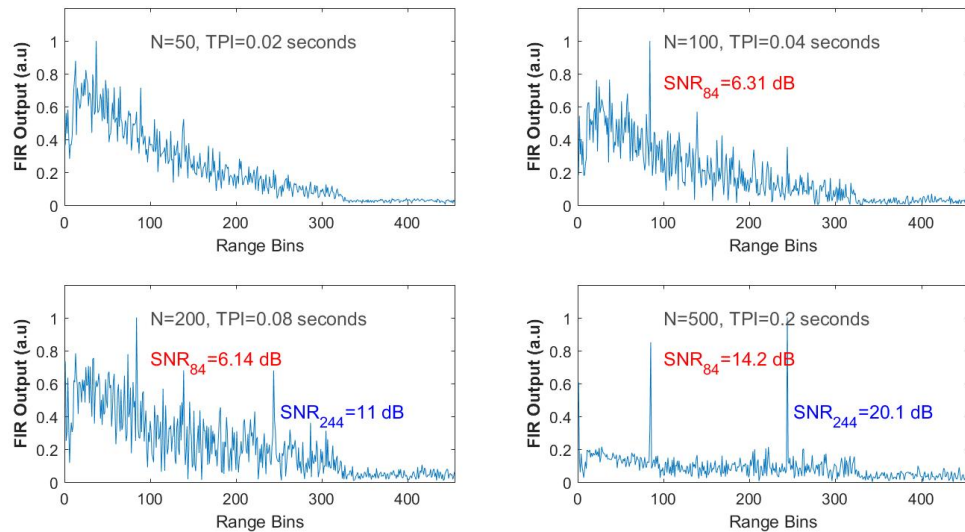 N=50, TPI=0.02 seconds
FIR Output (a.u)
1
0.8
0.6
0.4
0.2
0
0 100 200 300 400
Range Bins
N=100, TPI=0.04 seconds
SNR84=6.31 dB
FIR Output (a.u)
1
0.8
0.6
0.4
0.2
0
0 100 200 300 400
Range Bins
N=200, TPI=0.08 seconds
SNR84=6.14 dB
SNR244=11 dB
FIR Output (a.u)
1
0.8
0.6
0.4
0.2
0
0 100 200 300 400
Range Bins
N=500, TPI=0.2 seconds
SNR84=14.2 dB
SNR244=20.1 dB
FIR Output (a.u)
1
0.8
0.6
0.4
0.2
0
0 100 200 300 400
Range Bins